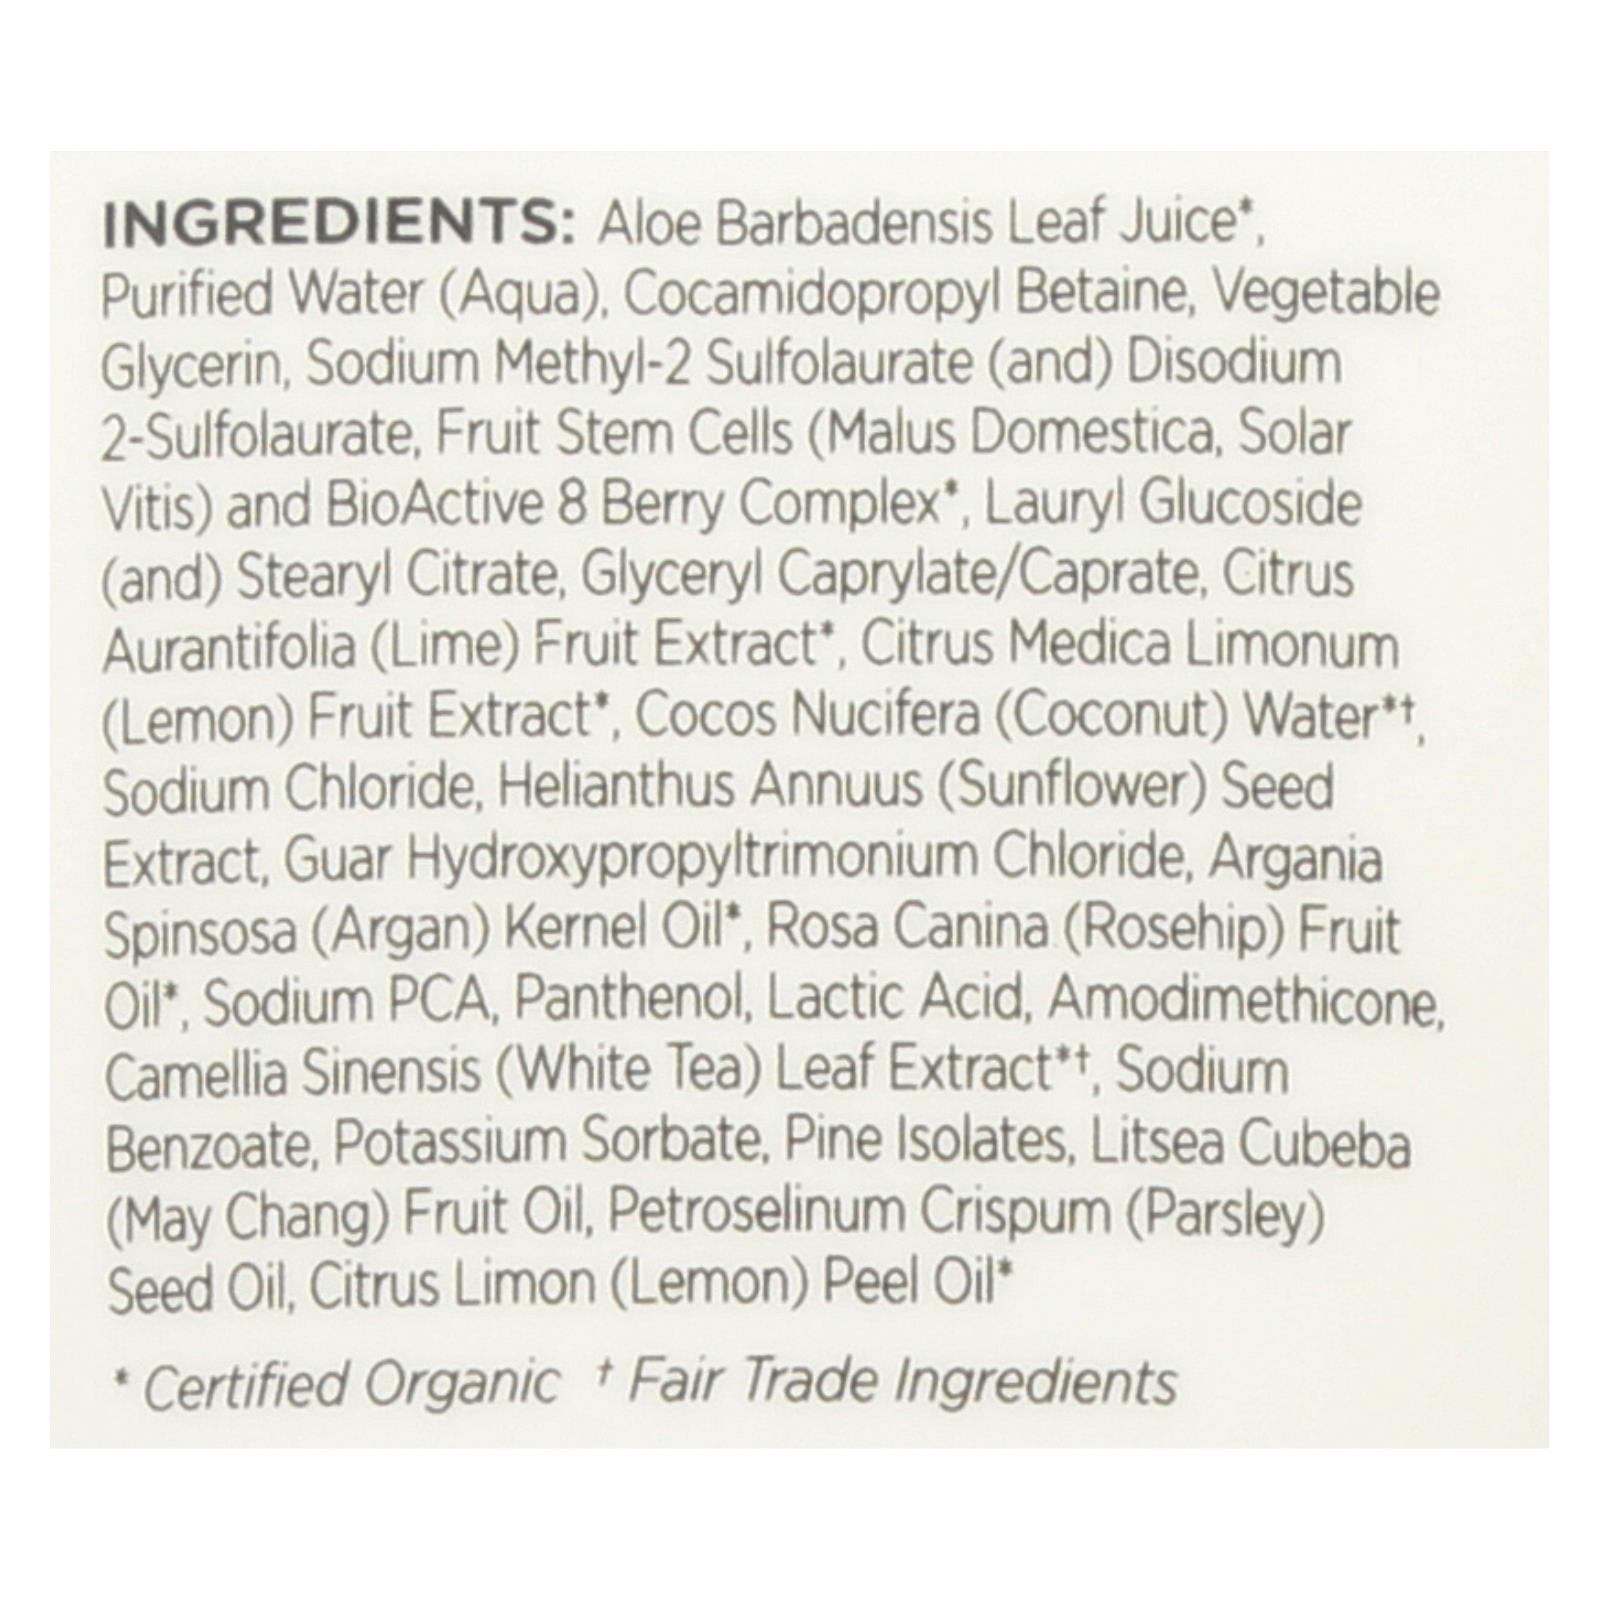 INGREDIENTS: Aloe Barbadensis Leaf Juice*,
Purified Water (Aqua), Cocamidopropyl Betaine, Vegetable
Glycerin, Sodium Methyl-2 Sulfolaurate (and) Disodium
2-Sulfolaurate, Fruit Stem Cells (Malus Domestica, Solar
Vitis) and BioActive 8 Berry Complex*, Lauryl Glucoside
(and) Stearyl Citrate, Glyceryl Caprylate/Caprate, Citrus
Aurantifolia (Lime) Fruit Extract*, Citrus Medica Limonum
(Lemon) Fruit Extract*, Cocos Nucifera (Coconut) Water*†,
Sodium Chloride, Helianthus Annuus (Sunflower) Seed
Extract, Guar Hydroxypropyltrimonium Chloride, Argania
Spinsosa (Argan) Kernel Oil*, Rosa Canina (Rosehip) Fruit
Oil*, Sodium PCA, Panthenol, Lactic Acid, Amodimethicone,
Camellia Sinensis (White Tea) Leaf Extract*†, Sodium
Benzoate, Potassium Sorbate, Pine Isolates, Litsea Cubeba
(May Chang) Fruit Oil, Petroselinum Crispum (Parsley)
Seed Oil, Citrus Limon (Lemon) Peel Oil*
* Certified Organic † Fair Trade Ingredients